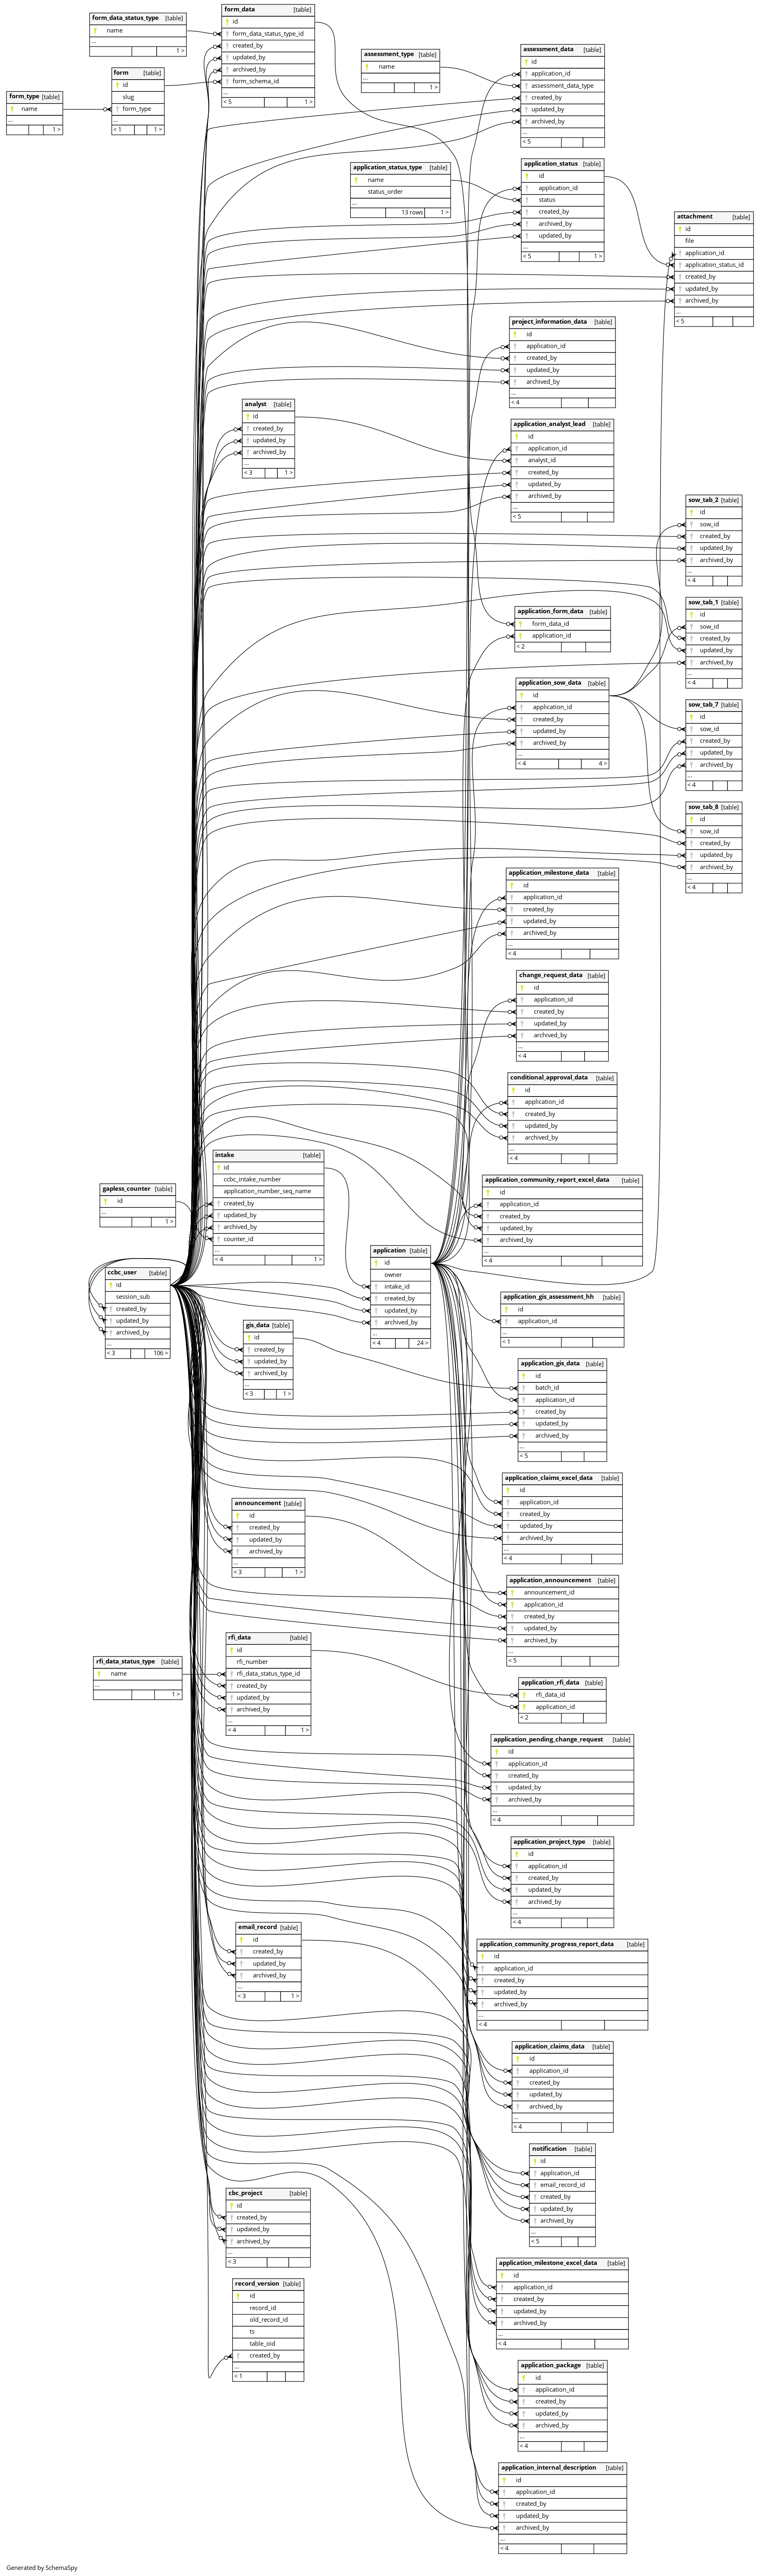 form_data_status_type [table]
name
...
1 >
form_data [table]
id
form_data_status_type_id
created_by
updated_by
archived_by
form_schema_id
...
< 5 1 >
form [table]
id
slug
form_type
...
< 1 1 >
form_type [table]
name
...
1 >
assessment_type [table]
name
...
1 >
assessment_data [table]
id
application_id
assessment_data_type
created_by
updated_by
archived_by
...
< 5
application_status_type [table]
name
status_order
...
13 rows 1 >
application_status [table]
id
application_id
status
created_by
archived_by
updated_by
...
< 5 1 >
attachment [table]
id
file
application_id
application_status_id
created_by
updated_by
archived_by
...
< 5
project_information_data [table]
id
application_id
created_by
updated_by
archived_by
...
< 4
analyst [table]
id
created_by
updated_by
archived_by
...
< 3 1 >
application_analyst_lead [table]
id
application_id
analyst_id
created_by
updated_by
archived_by
...
< 5
sow_tab_2 [table]
id
sow_id
created_by
updated_by
archived_by
...
< 4
sow_tab_1 [table]
id
sow_id
created_by
updated_by
archived_by
...
< 4
application_form_data [table]
form_data_id
application_id
< 2
application_sow_data [table]
id
application_id
created_by
updated_by
archived_by
...
< 4 4 >
sow_tab_7 [table]
id
sow_id
created_by
updated_by
archived_by
...
< 4
sow_tab_8 [table]
id
sow_id
created_by
updated_by
archived_by
...
< 4
application_milestone_data [table]
id
application_id
created_by
updated_by
archived_by
...
< 4
change_request_data [table]
id
application_id
created_by
updated_by
archived_by
...
< 4
conditional_approval_data [table]
id
application_id
created_by
updated_by
archived_by
...
< 4
intake [table]
id
ccbc_intake_number
application_number_seq_name
created_by
updated_by
archived_by
counter_id
...
< 4 1 >
gapless_counter [table]
id
...
1 >
application_community_report_excel_data [table]
id
application_id
created_by
updated_by
archived_by
...
< 4
application [table]
id
owner
intake_id
created_by
updated_by
archived_by
...
< 4 24 >
ccbc_user [table]
id
session_sub
created_by
updated_by
archived_by
...
< 3 106 >
application_gis_assessment_hh [table]
id
application_id
...
< 1
gis_data [table]
id
created_by
updated_by
archived_by
...
< 3 1 >
application_gis_data [table]
id
batch_id
application_id
created_by
updated_by
archived_by
...
< 5
application_claims_excel_data [table]
id
application_id
created_by
updated_by
archived_by
...
< 4
announcement [table]
id
created_by
updated_by
archived_by
...
< 3 1 >
application_announcement [table]
announcement_id
application_id
created_by
updated_by
archived_by
...
< 5
rfi_data [table]
id
rfi_number
rfi_data_status_type_id
created_by
updated_by
archived_by
...
< 4 1 >
rfi_data_status_type [table]
name
...
1 >
application_rfi_data [table]
rfi_data_id
application_id
< 2
application_pending_change_request [table]
id
application_id
created_by
updated_by
archived_by
...
< 4
application_project_type [table]
id
application_id
created_by
updated_by
archived_by
...
< 4
email_record [table]
id
created_by
updated_by
archived_by
...
< 3 1 >
application_community_progress_report_data [table]
id
application_id
created_by
updated_by
archived_by
...
< 4
application_claims_data [table]
id
application_id
created_by
updated_by
archived_by
...
< 4
notification [table]
id
application_id
email_record_id
created_by
updated_by
archived_by
...
< 5
cbc_project [table]
id
created_by
updated_by
archived_by
...
< 3
application_milestone_excel_data [table]
id
application_id
created_by
updated_by
archived_by
...
< 4
record_version [table]
id
record_id
old_record_id
ts
table_oid
created_by
...
< 1
application_package [table]
id
application_id
created_by
updated_by
archived_by
...
< 4
application_internal_description [table]
id
application_id
created_by
updated_by
archived_by
...
< 4
Generated by SchemaSpy